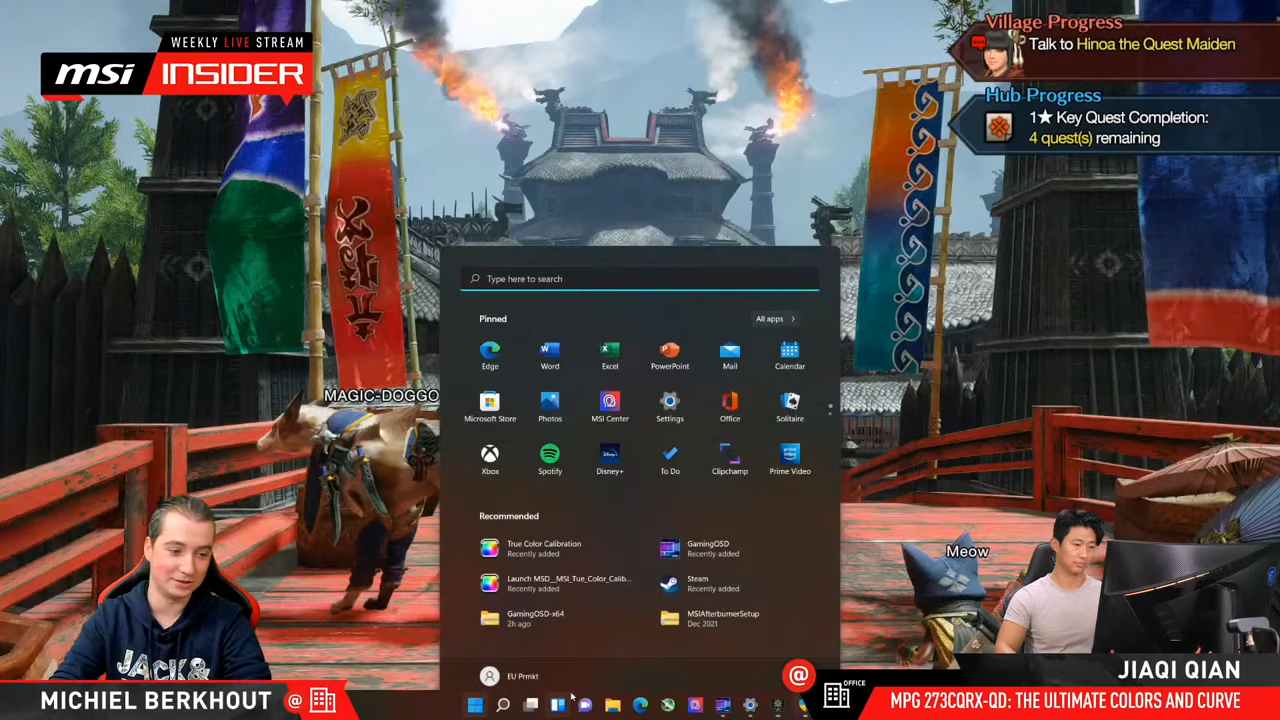 WEEKLY LIVE STREAM
msi INSIDER
Village Progress
Talk to Hinoa the Quest Maiden
Hub Progress
1★ Key Quest Completion:
4 quest(s) remaining
MAGIC-DOGGO
Meow
Type here to search
Pinned
All apps
Edge
Word
Excel
PowerPoint
Mail
Calendar
Microsoft Store
Photos
MSI Center
Settings
Office
Solitaire
Xbox
Spotify
Disney+
To Do
Clipchamp
Prime Video
Recommended
True Color Calibration
Recently added
GamingOSD
Recently added
Launch MSD__MSI_Tue_Color_Calib...
Recently added
Steam
Recently added
GamingOSD-x64
2h ago
MSIAfterburnerSetup
Dec 2021
EU Prmkt
JACK &
MICHIEL BERKHOUT @
@
OFFICE
JIAQI QIAN
MPG 273CQRX-QD: THE ULTIMATE COLORS AND CURVE